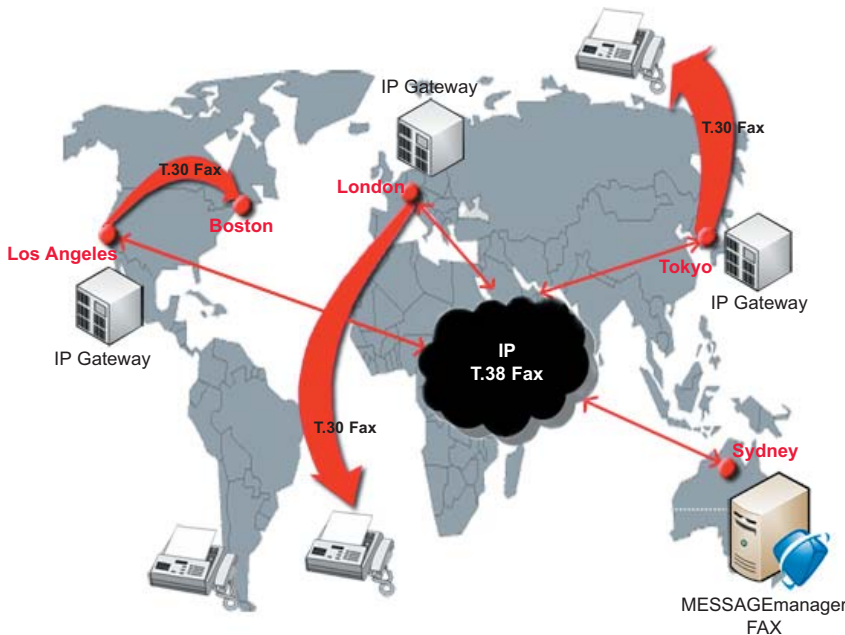 IP Gateway
T.30 Fax
T.30 Fax
London
Boston
Los Angeles
Tokyo
IP Gateway
IP Gateway
IP
T.38 Fax
T.30 Fax
Sydney
MESSAGEmanager
FAX